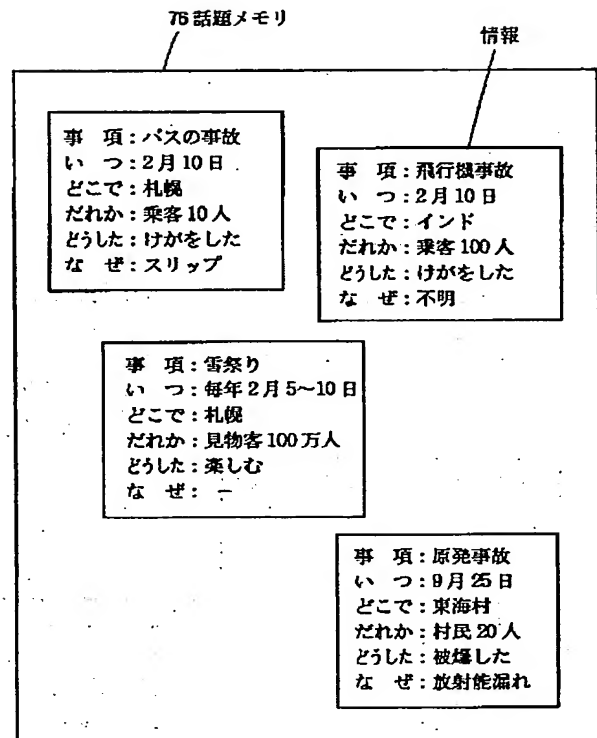 76話題メモリ
情報
事 項：バスの事故
い つ：2月10日
どこで：札幌
だれか：乗客10人
どうした：けがをした
な ぜ：スリップ
事 項：飛行機事故
い つ：2月10日
どこで：インド
だれか：乗客100人
どうした：けがをした
な ぜ：不明
事 項：雪祭り
い つ：毎年2月5～10日
どこで：札幌
だれか：見物客100万人
どうした：楽しむ
な ぜ：－
事 項：原発事故
い つ：9月25日
どこで：東海村
だれか：村民20人
どうした：被爆した
な ぜ：放射能漏れ